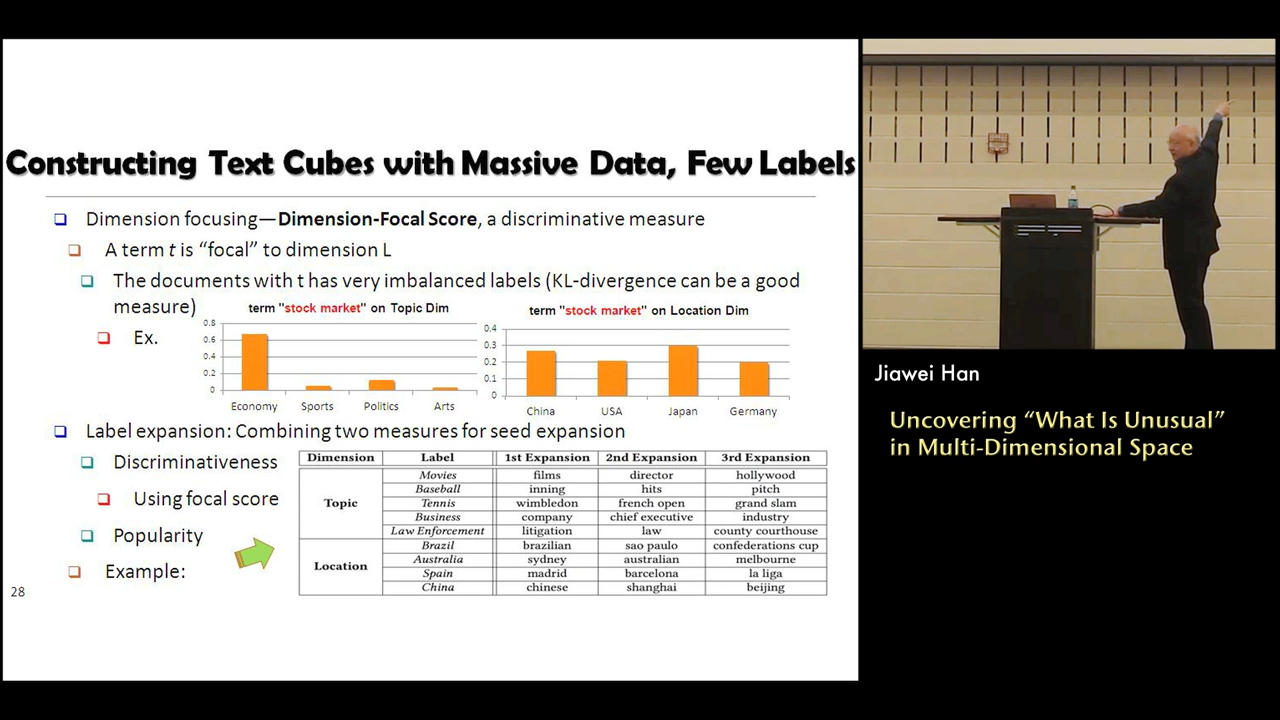 Constructing Text Cubes with Massive Data, Few Labels
Dimension focusing—Dimension-Focal Score, a discriminative measure
A term t is “focal” to dimension L
The documents with t has very imbalanced labels (KL-divergence can be a good
measure)
Ex.
term "stock market" on Topic Dim
0.8
0.6
0.4
0.2
0
Economy Sports Politics Arts
term "stock market" on Location Dim
0.4
0.3
0.2
0.1
0
China USA Japan Germany
Label expansion: Combining two measures for seed expansion
Discriminativeness
Using focal score
Popularity
Example:
Dimension Label 1st Expansion 2nd Expansion 3rd Expansion
Topic
Movies films director hollywood
Baseball inning hits pitch
Tennis wimbledon french open grand slam
Business company chief executive industry
Law Enforcement litigation law county courthouse
Location
Brazil brazilian sao paulo confederations cup
Australia sydney australian melbourne
Spain madrid barcelona la liga
China chinese shanghai beijing
28
Jiawei Han
Uncovering “What Is Unusual”
in Multi-Dimensional Space